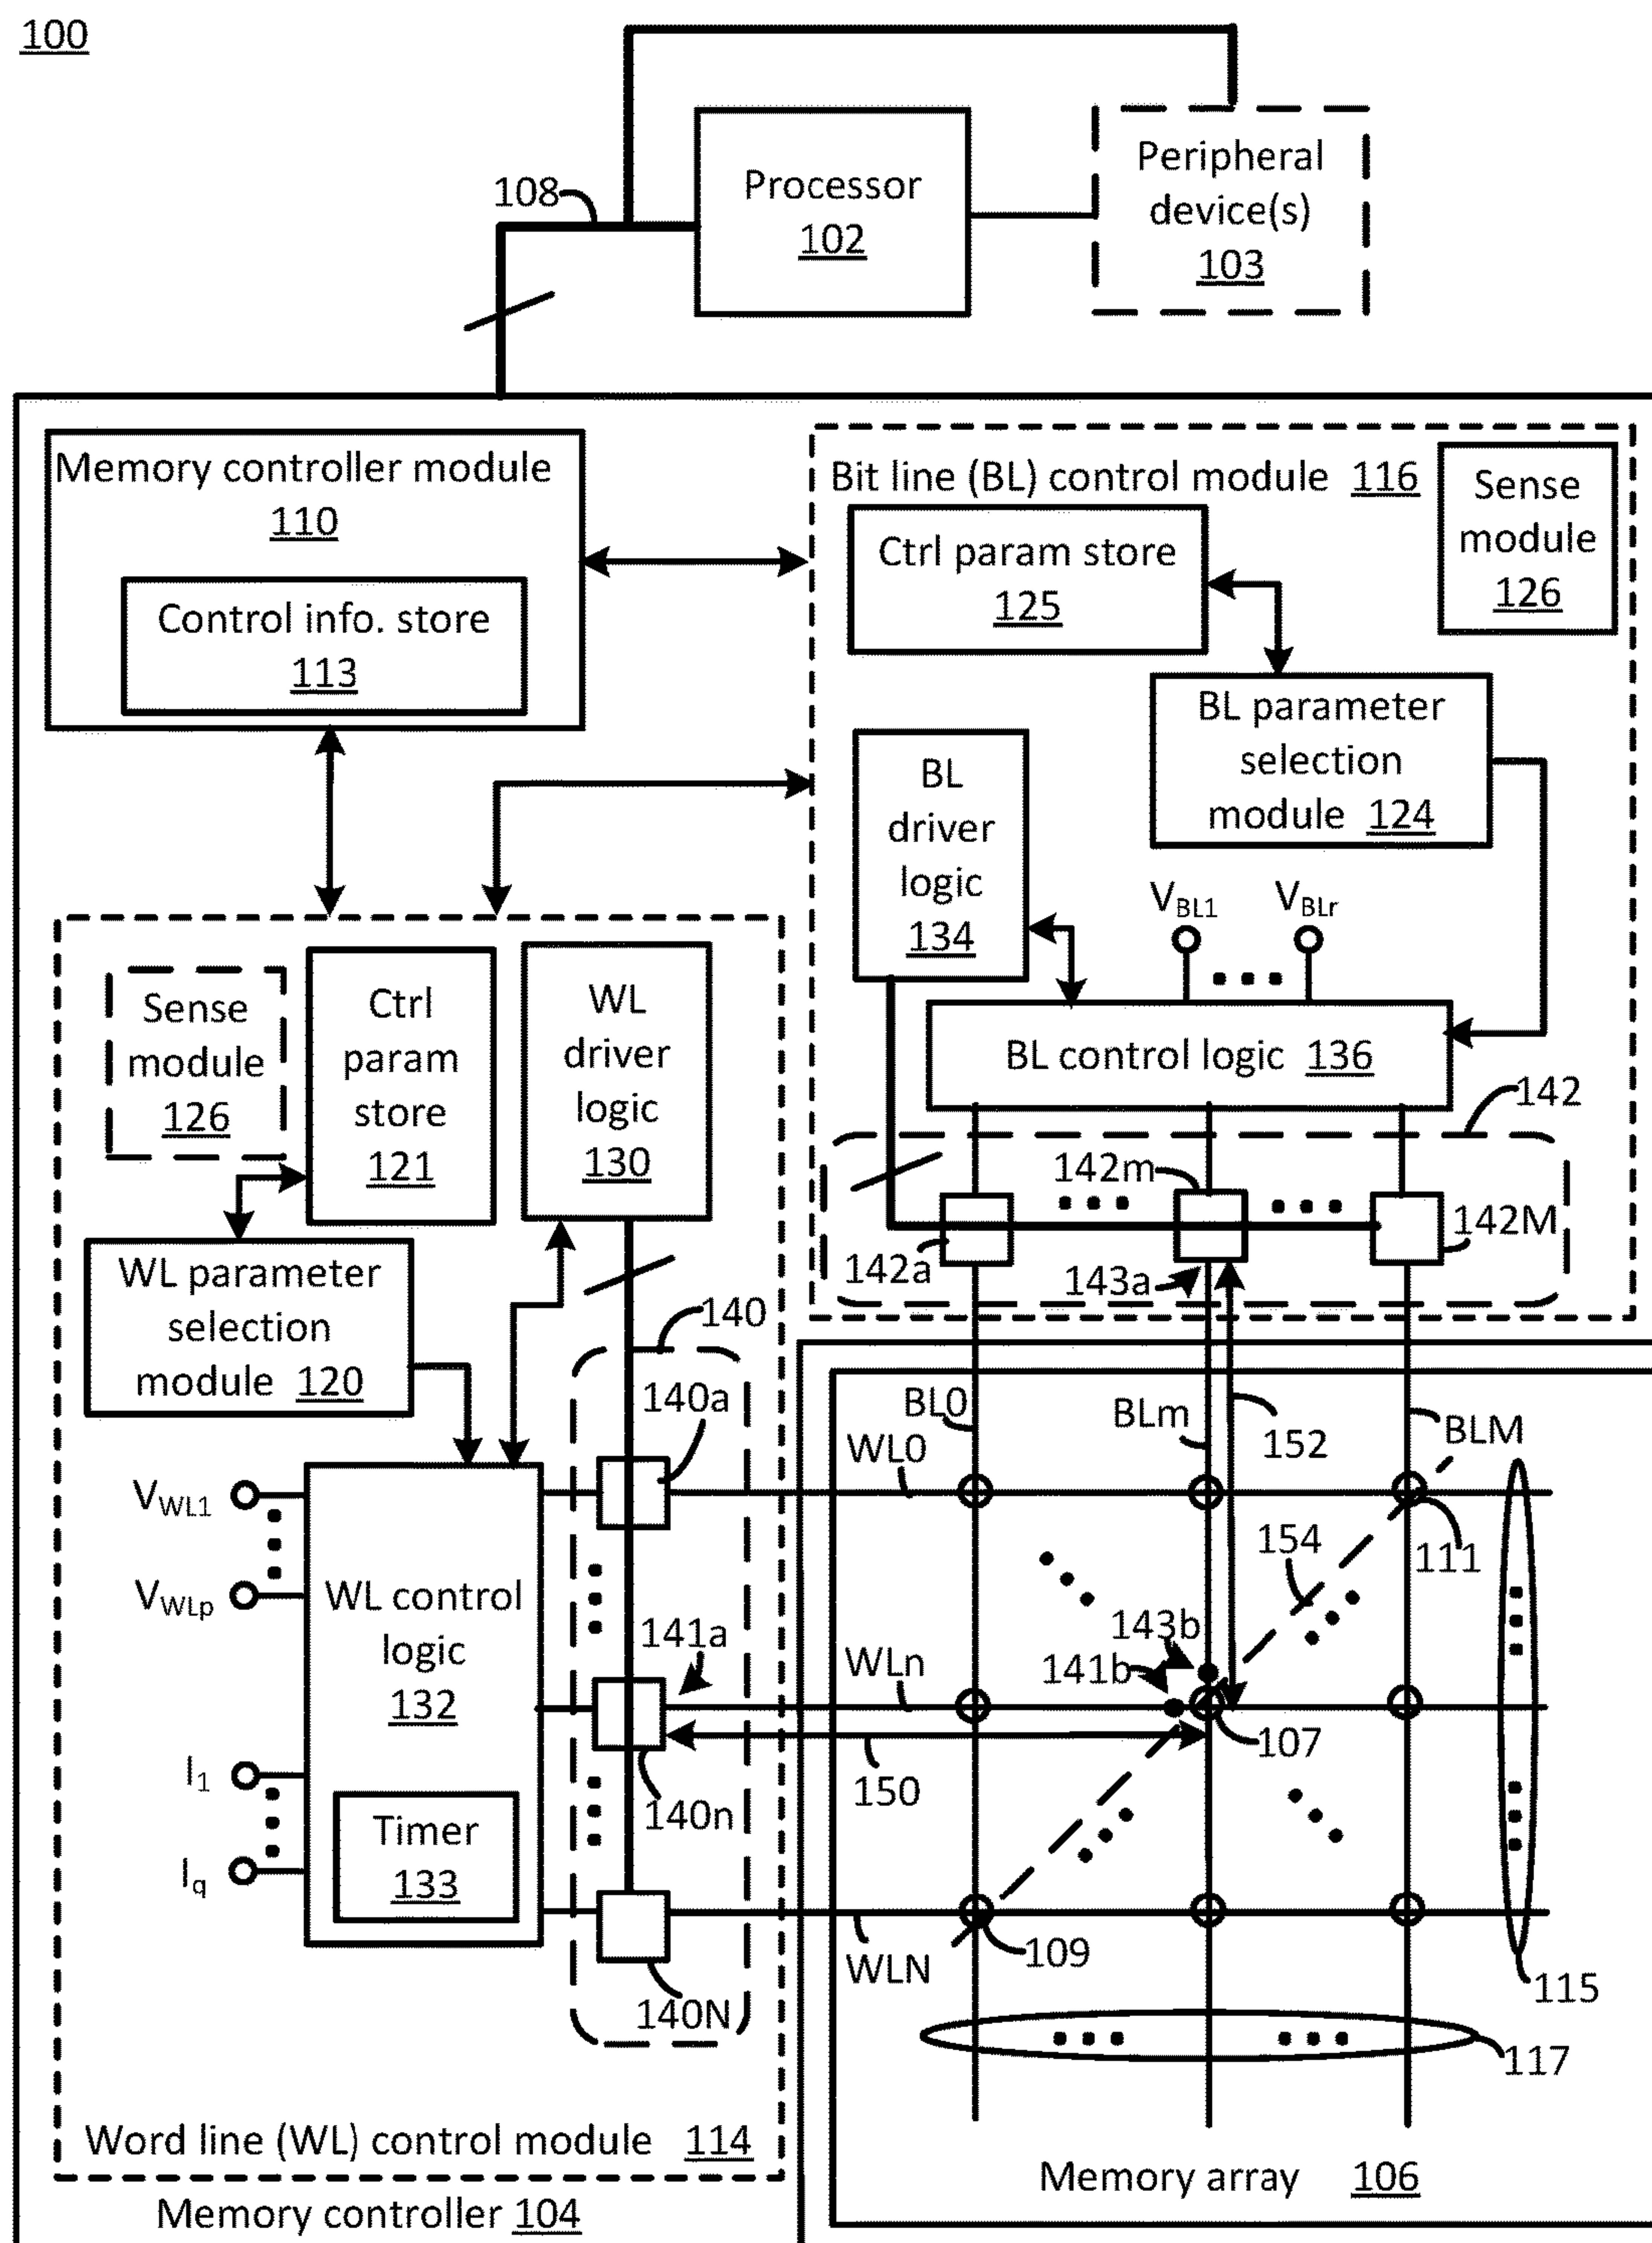 100
Processor
102
Peripheral
device(s)
103
108
Memory controller module
110
Control info. store
113
Bit line (BL) control module 116
Sense
module
126
Ctrl param store
125
BL parameter
selection
module 124
BL
driver
logic
134
VBL1
VBLr
BL control logic 136
142
142m
142a
143a
142M
Sense
module
126
Ctrl
param
store
121
WL
driver
logic
130
WL parameter
selection
module 120
140
140a
VWL1
VWLp
WL control
logic
132
I1
Iq
Timer
133
141a
140n
140N
Word line (WL) control module 114
Memory controller 104
BL0
BLm
BLM
WL0
152
154
111
143b
141b
WLn
107
150
WLN
109
115
117
Memory array 106